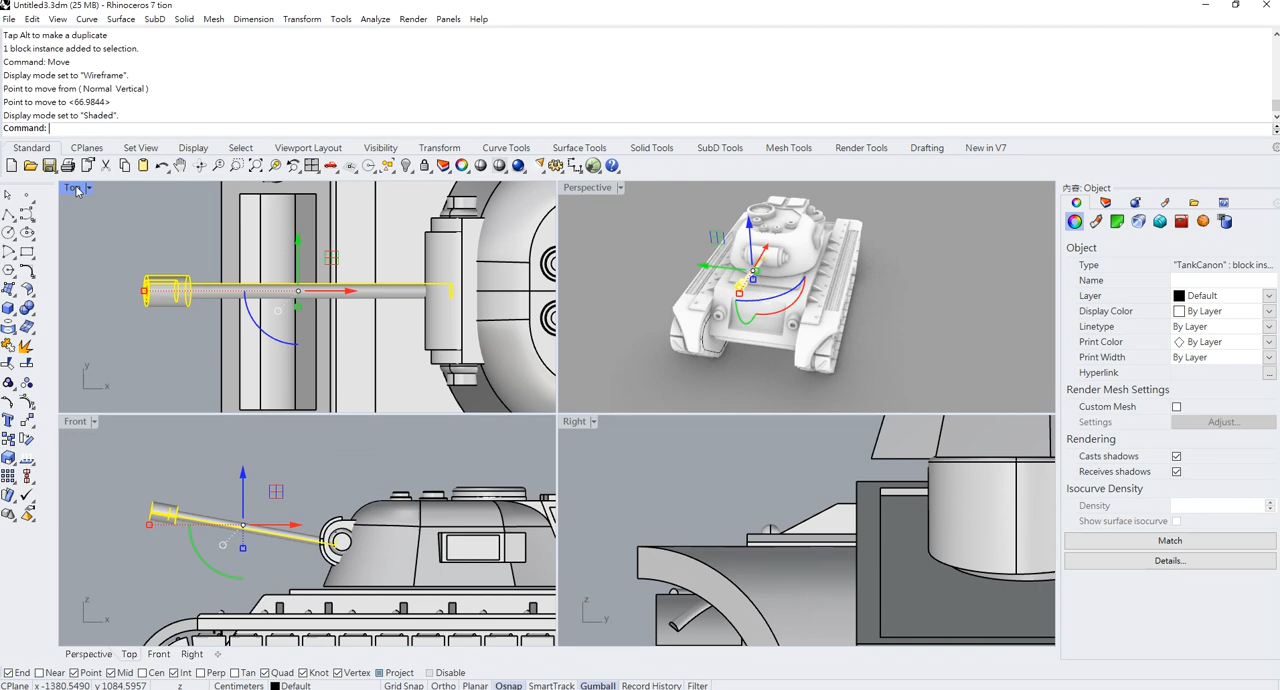 Untitled3.3dm (25 MB) - Rhinoceros 7 tion
File Edit View Curve Surface SubD Solid Mesh Dimension Transform Tools Analyze Render Panels Help
Tap Alt to make a duplicate
1 block instance added to selection.
Command: Move
Display mode set to "Wireframe".
Point to move from ( Normal Vertical )
Point to move to <66.9844>
Display mode set to "Shaded".
Command:
Standard CPlanes Set View Display Select Viewport Layout Visibility Transform Curve Tools Surface Tools Solid Tools SubD Tools Mesh Tools Render Tools Drafting New in V7
Top
Perspective
y
x
Front
z
x
Right
z
y
內容: Object
Object
Type "TankCanon" : block ins...
Name
Layer Default
Display Color By Layer
Linetype By Layer
Print Color By Layer
Print Width By Layer
Hyperlink ...
Render Mesh Settings
Custom Mesh
Settings Adjust...
Rendering
Casts shadows
Receives shadows
Isocurve Density
Density
Show surface isocurve
Match
Details...
Perspective Top Front Right
End Near Point Mid Cen Int Perp Tan Quad Knot Vertex Project Disable
CPlane x -1380.5490 y 1084.5957 z Centimeters Default Grid Snap Ortho Planar Osnap SmartTrack Gumball Record History Filter